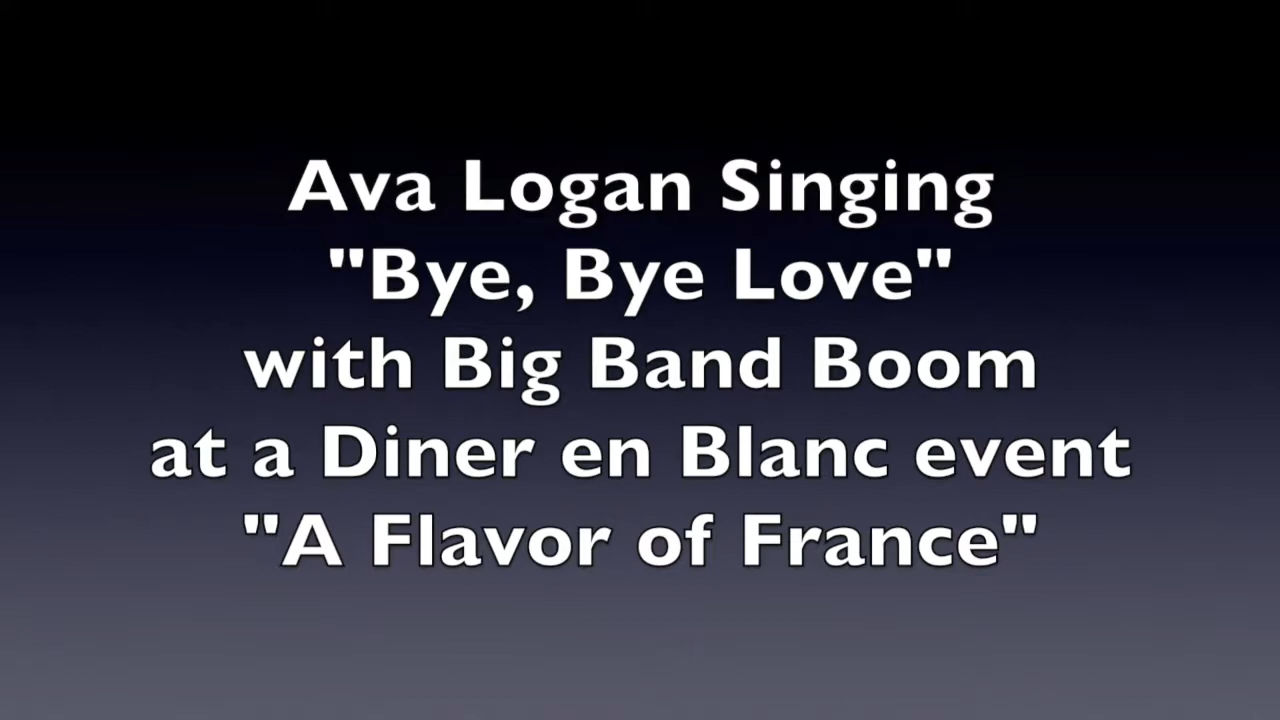 Ava Logan Singing
"Bye, Bye Love"
with Big Band Boom
at a Diner en Blanc event
"A Flavor of France"